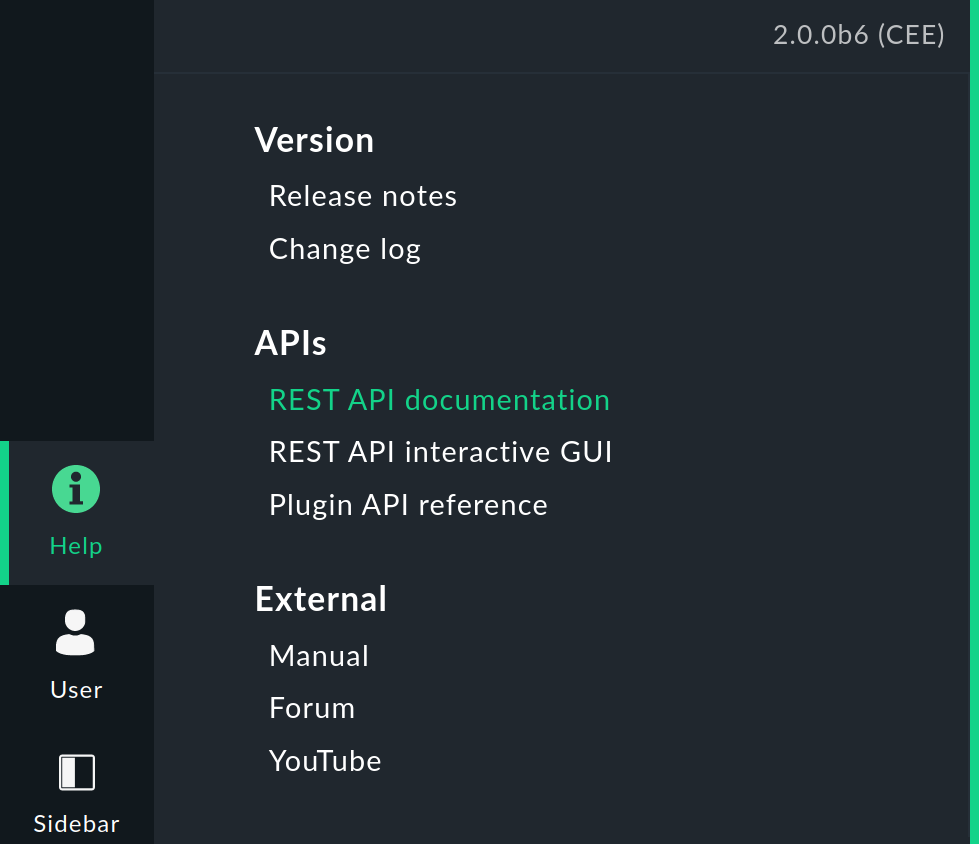 2.0.0b6 (CEE)
Version
Release notes
Change log
APIs
REST API documentation
REST API interactive GUI
Plugin API reference
External
Manual
Forum
YouTube
Help
User
Sidebar